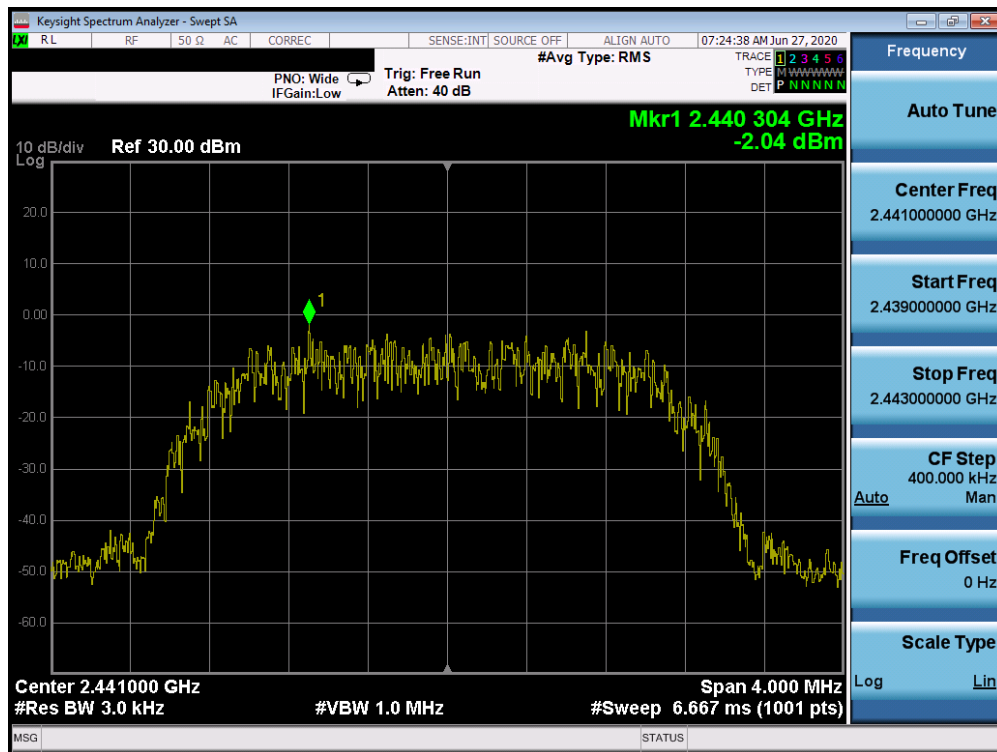 Keysight Spectrum Analyzer - Swept SA
LXI RL RF 50 Ω AC CORREC SENSE:INT SOURCE OFF ALIGN AUTO 07:24:38 AM Jun 27, 2020
Frequency
#Avg Type: RMS
TRACE 1 2 3 4 5 6
TYPE M W W W W W
DET P N N N N N
PNO: Wide
IFGain:Low
Trig: Free Run
Atten: 40 dB
Mkr1 2.440 304 GHz
-2.04 dBm
10 dB/div
Log
Ref 30.00 dBm
20.0
10.0
0.00
-10.0
-20.0
-30.0
-40.0
-50.0
-60.0
1
Center 2.441000 GHz
Span 4.000 MHz
#Res BW 3.0 kHz
#VBW 1.0 MHz
#Sweep 6.667 ms (1001 pts)
MSG
STATUS
Auto Tune
Center Freq
2.441000000 GHz
Start Freq
2.439000000 GHz
Stop Freq
2.443000000 GHz
CF Step
400.000 kHz
Auto Man
Freq Offset
0 Hz
Scale Type
Log Lin